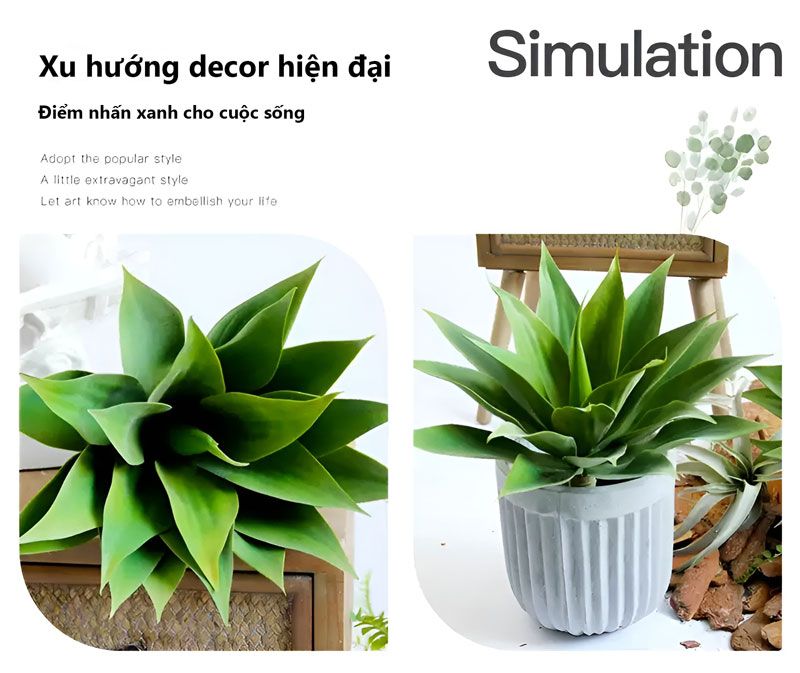 Xu hướng decor hiện đại
Simulation
Điểm nhấn xanh cho cuộc sống
Adopt the popular style
A little extravagant style
Let art know how to embellish your life